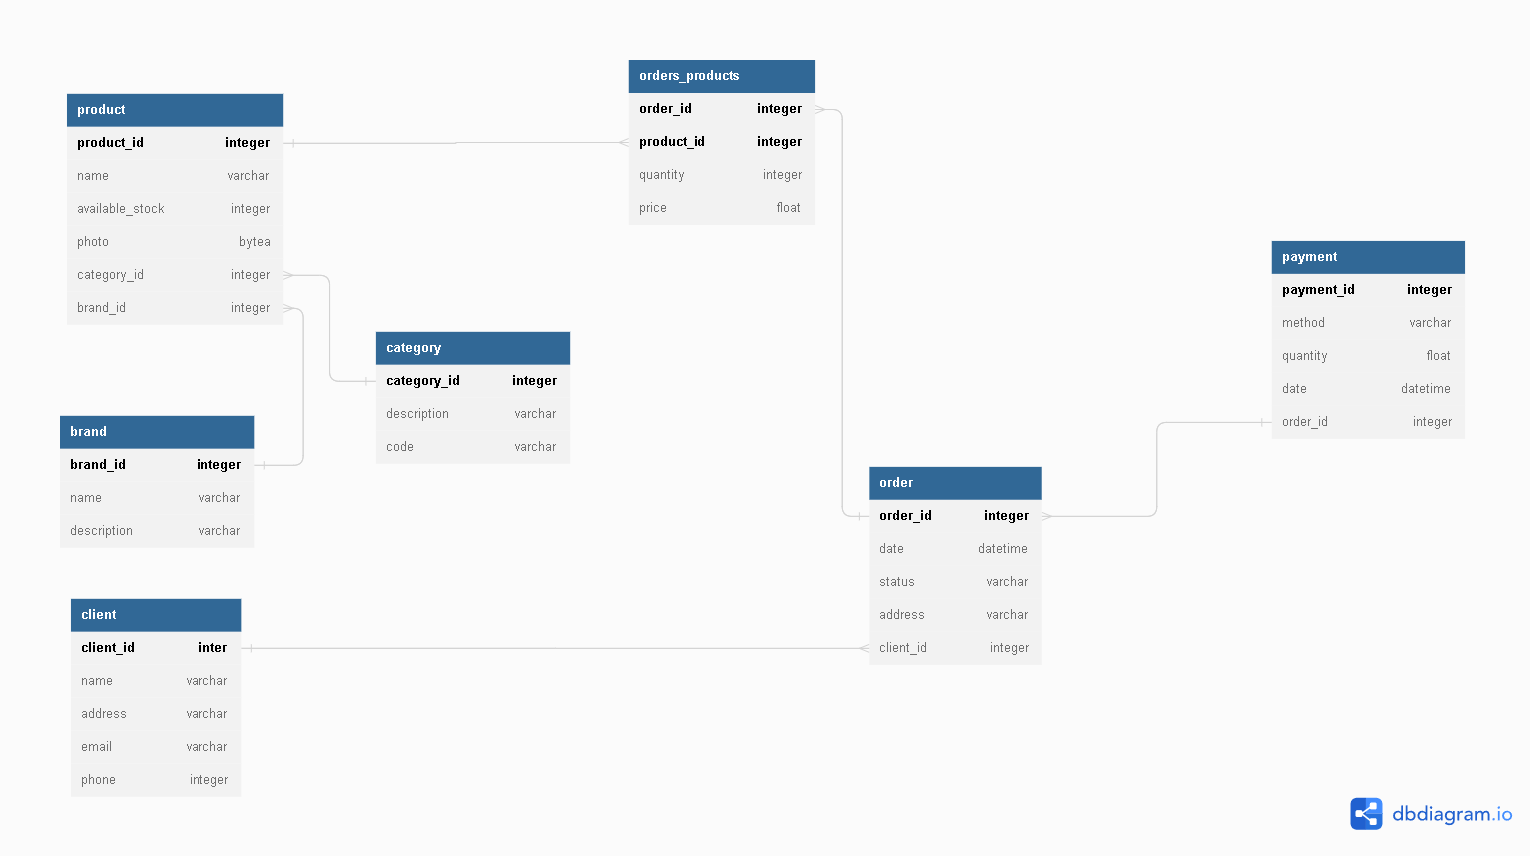 product
product_id integer
name varchar
available_stock integer
photo bytea
category_id integer
brand_id integer
orders_products
order_id integer
product_id integer
quantity integer
price float
payment
payment_id integer
method varchar
quantity float
date datetime
order_id integer
category
category_id integer
description varchar
code varchar
brand
brand_id integer
name varchar
description varchar
order
order_id integer
date datetime
status varchar
address varchar
client_id integer
client
client_id inter
name varchar
address varchar
email varchar
phone integer
dbdiagram.io